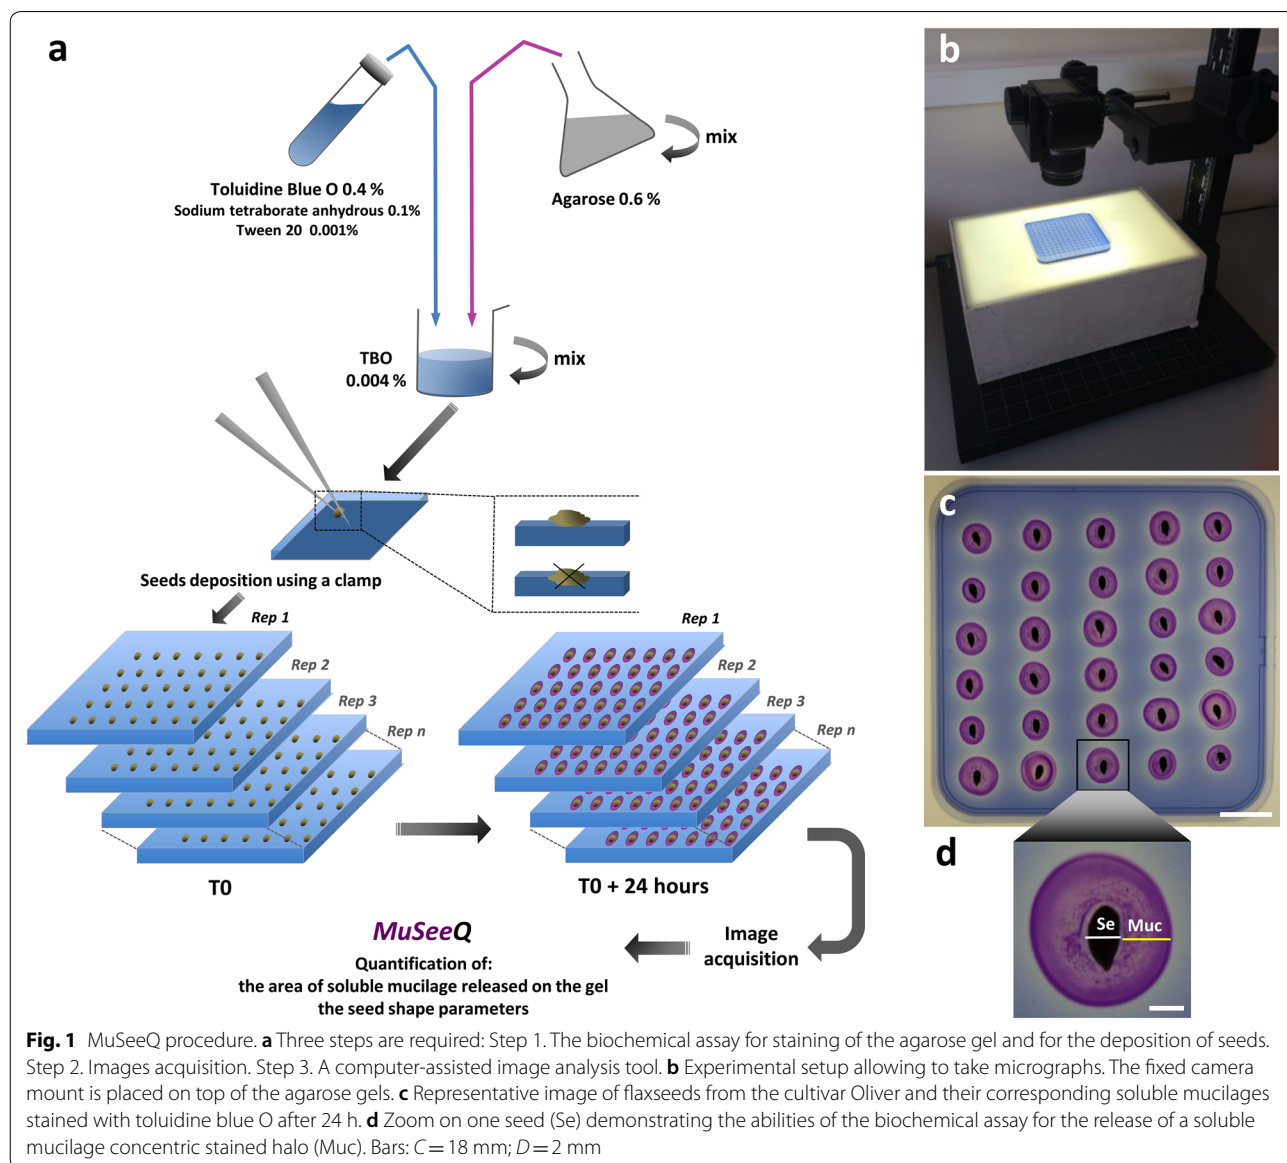 a
Toluidine Blue O 0.4 %
Sodium tetraborate anhydrous 0.1%
Tween 20 0.001%
mix
Agarose 0.6 %
TBO
0.004 %
mix
Seeds deposition using a clamp
Rep 1
Rep 2
Rep 3
Rep n
T0
Rep 1
Rep 2
Rep 3
Rep n
T0 + 24 hours
Image
acquisition
MuSeeQ
Quantification of:
the area of soluble mucilage released on the gel
the seed shape parameters
b
c
d
Se
Muc
Fig. 1 MuSeeQ procedure. a Three steps are required: Step 1. The biochemical assay for staining of the agarose gel and for the deposition of seeds.
Step 2. Images acquisition. Step 3. A computer-assisted image analysis tool. b Experimental setup allowing to take micrographs. The fixed camera
mount is placed on top of the agarose gels. c Representative image of flaxseeds from the cultivar Oliver and their corresponding soluble mucilages
stained with toluidine blue O after 24 h. d Zoom on one seed (Se) demonstrating the abilities of the biochemical assay for the release of a soluble
mucilage concentric stained halo (Muc). Bars: C = 18 mm; D = 2 mm